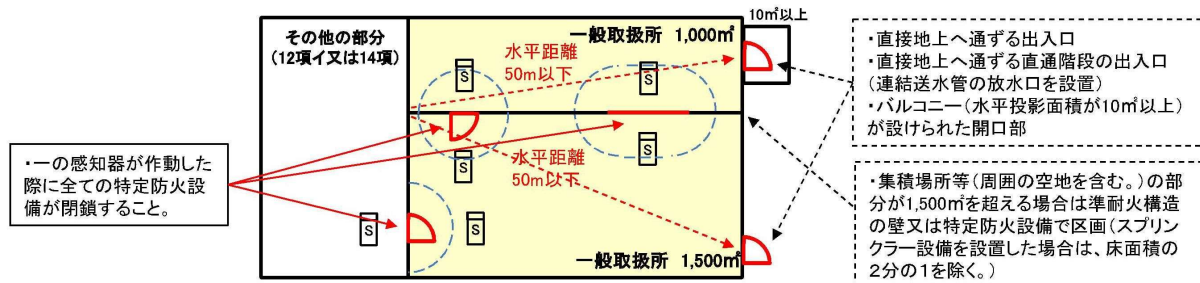 その他の部分
(12項イ又は14項)
一般取扱所 1,000㎡
10㎡以上
水平距離
50m以下
S
S
S
S
S
S
水平距離
50m以下
一般取扱所 1,500㎡
・一の感知器が作動した
際に全ての特定防火設
備が閉鎖すること。
・直接地上へ通ずる出入口
・直接地上へ通ずる直通階段の出入口
(連結送水管の放水口を設置)
・バルコニー(水平投影面積が10㎡以上)
が設けられた開口部
・集積場所等(周囲の空地を含む。)の部
分が1,500㎡を超える場合は準耐火構造
の壁又は特定防火設備で区画(スプリン
クラー設備を設置した場合は、床面積の
2分の1を除く。)